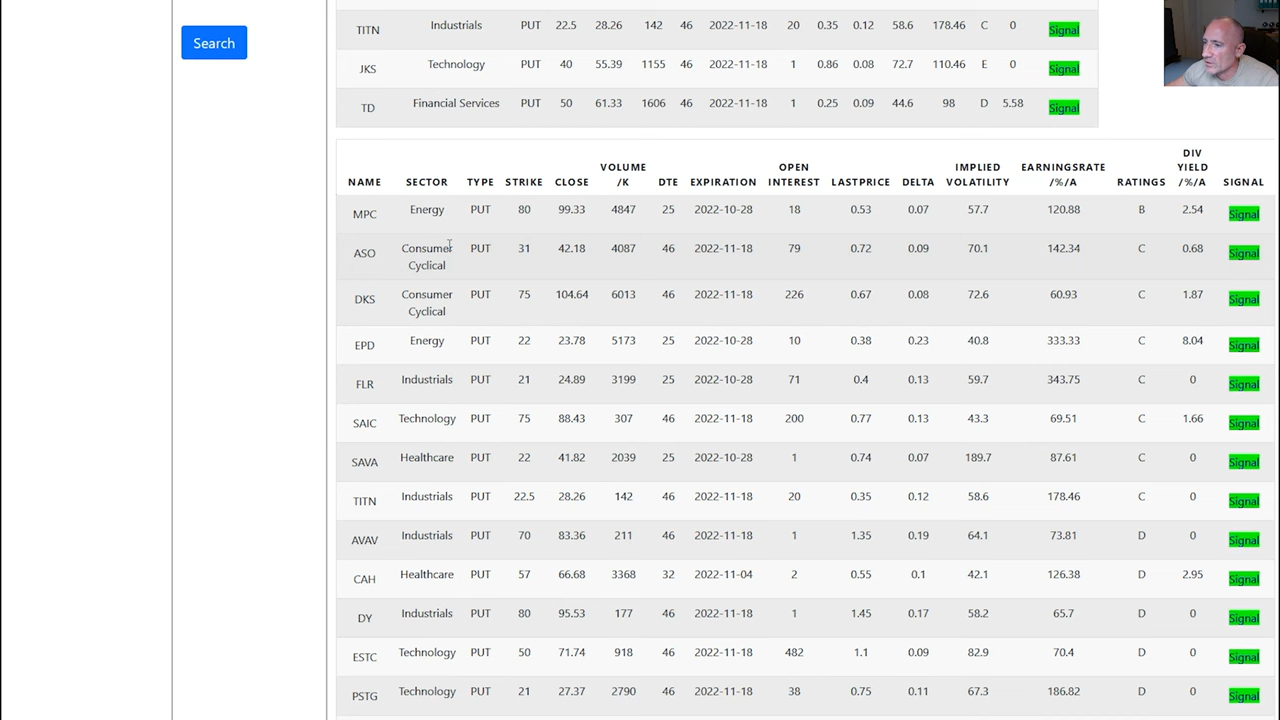 Search
TITN Industrials PUT 22.5 28.26 142 46 2022-11-18 20 0.35 0.12 58.6 178.46 C 0 Signal
JKS Technology PUT 40 55.39 1155 46 2022-11-18 1 0.86 0.08 72.7 110.46 E 0 Signal
TD Financial Services PUT 50 61.33 1606 46 2022-11-18 1 0.25 0.09 44.6 98 D 5.58 Signal
NAME SECTOR TYPE STRIKE CLOSE VOLUME /K DTE EXPIRATION OPEN INTEREST LASTPRICE DELTA IMPLIED VOLATILITY EARNINGSRATE /%/A RATINGS DIV YIELD /%/A SIGNAL
MPC Energy PUT 80 99.33 4847 25 2022-10-28 18 0.53 0.07 57.7 120.88 B 2.54 Signal
ASO Consumer Cyclical PUT 31 42.18 4087 46 2022-11-18 79 0.72 0.09 70.1 142.34 C 0.68 Signal
DKS Consumer Cyclical PUT 75 104.64 6013 46 2022-11-18 226 0.67 0.08 72.6 60.93 C 1.87 Signal
EPD Energy PUT 22 23.78 5173 25 2022-10-28 10 0.38 0.23 40.8 333.33 C 8.04 Signal
FLR Industrials PUT 21 24.89 3199 25 2022-10-28 71 0.4 0.13 59.7 343.75 C 0 Signal
SAIC Technology PUT 75 88.43 307 46 2022-11-18 200 0.77 0.13 43.3 69.51 C 1.66 Signal
SAVA Healthcare PUT 22 41.82 2039 25 2022-10-28 1 0.74 0.07 189.7 87.61 C 0 Signal
TITN Industrials PUT 22.5 28.26 142 46 2022-11-18 20 0.35 0.12 58.6 178.46 C 0 Signal
AVAV Industrials PUT 70 83.36 211 46 2022-11-18 1 1.35 0.19 64.1 73.81 D 0 Signal
CAH Healthcare PUT 57 66.68 3368 32 2022-11-04 2 0.55 0.1 42.1 126.38 D 2.95 Signal
DY Industrials PUT 80 95.53 177 46 2022-11-18 1 1.45 0.17 58.2 65.7 D 0 Signal
ESTC Technology PUT 50 71.74 918 46 2022-11-18 482 1.1 0.09 82.9 70.4 D 0 Signal
PSTG Technology PUT 21 27.37 2790 46 2022-11-18 38 0.75 0.11 67.3 186.82 D 0 Signal